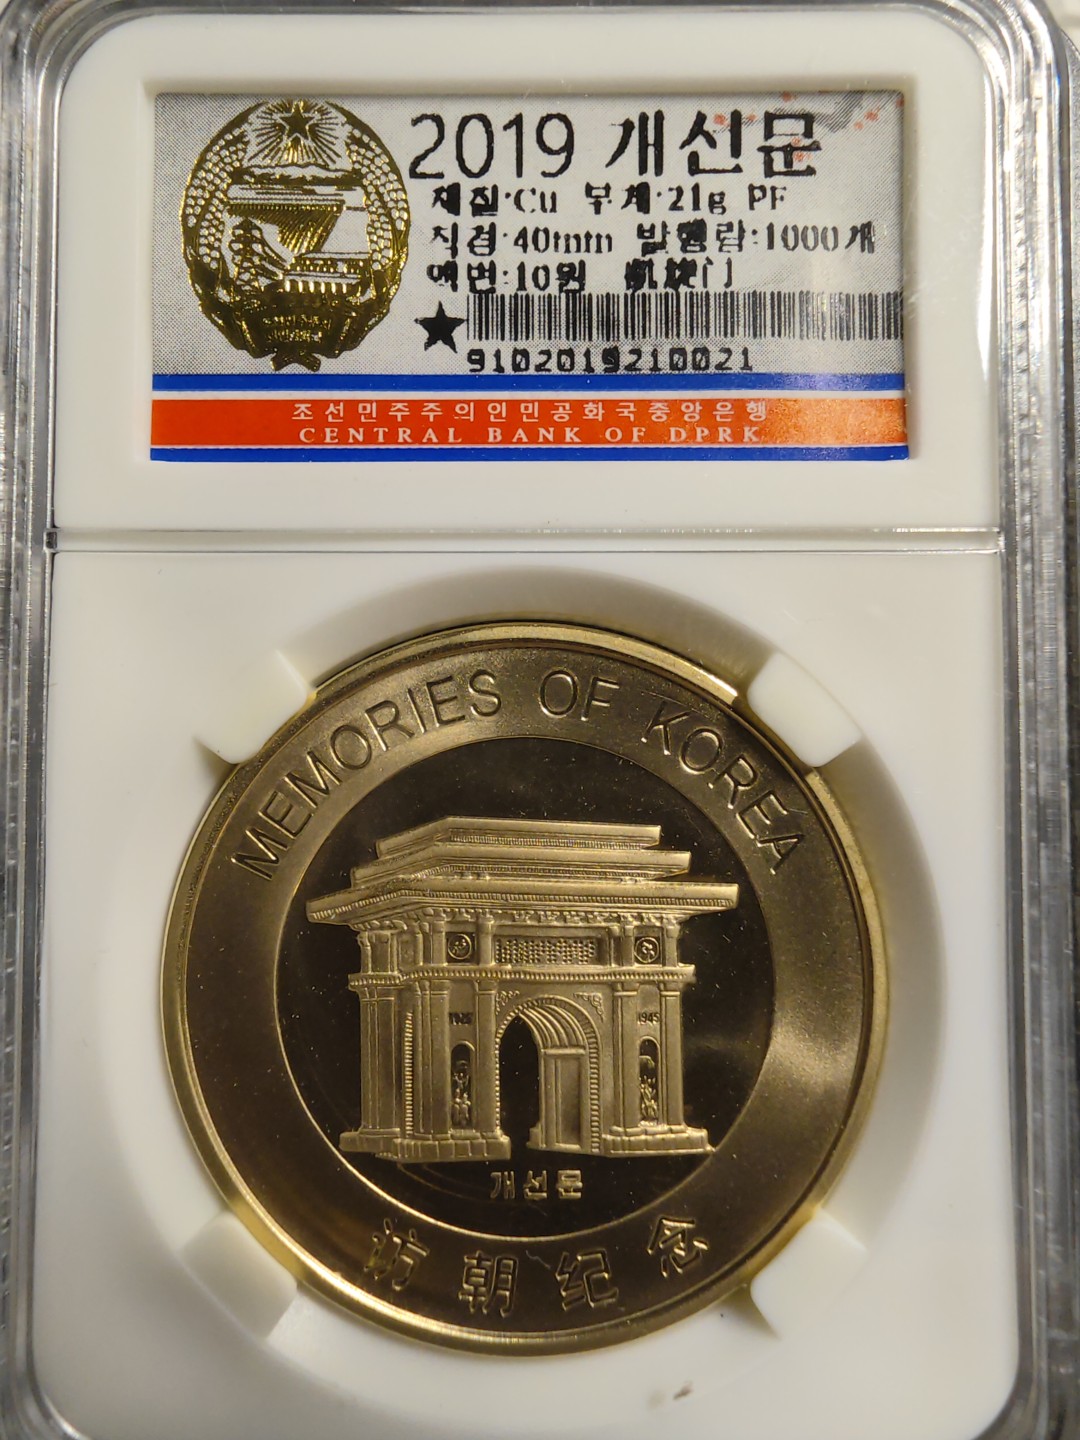 2019 개선문
재질:Cu 무게:21g PF
직경:40mm 발행량:1000개
액면:10원 凯旋门
9102019210021
조선민주주의인민공화국중앙은행
CENTRAL BANK OF DPRK
MEMORIES OF KOREA
1925 1945
개선문
访朝纪念